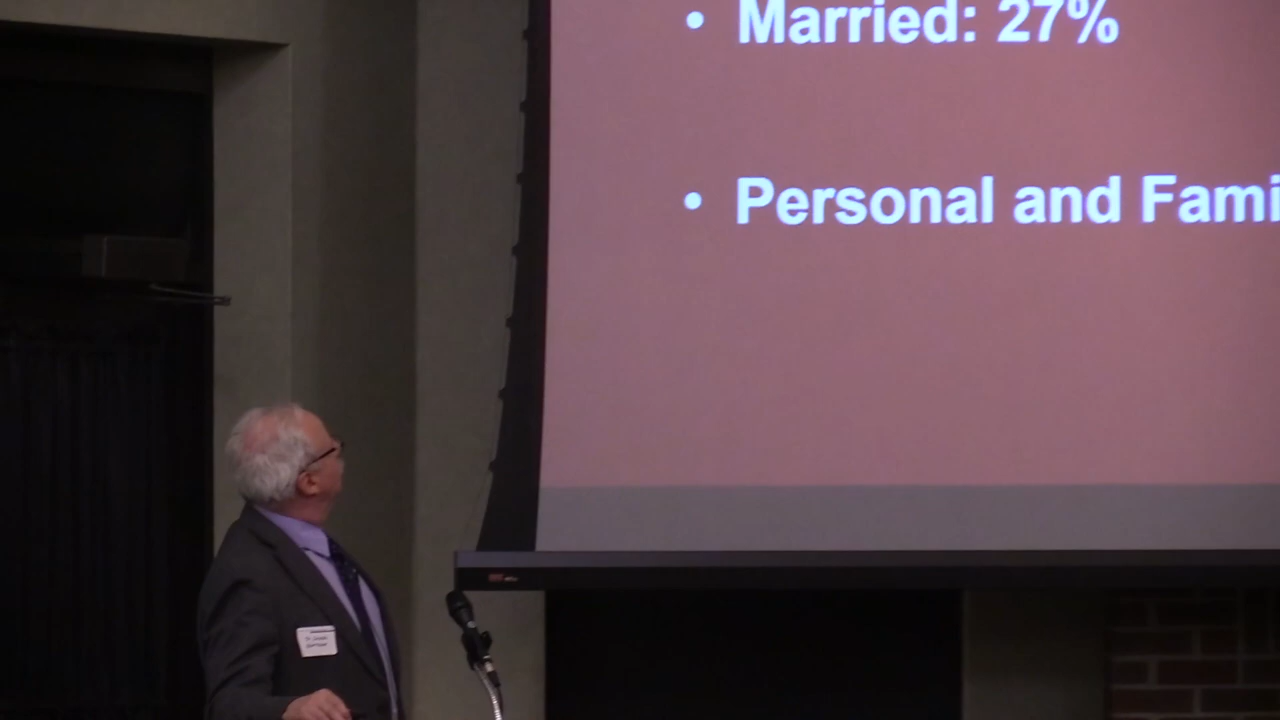 • Married: 27%
• Personal and Fami